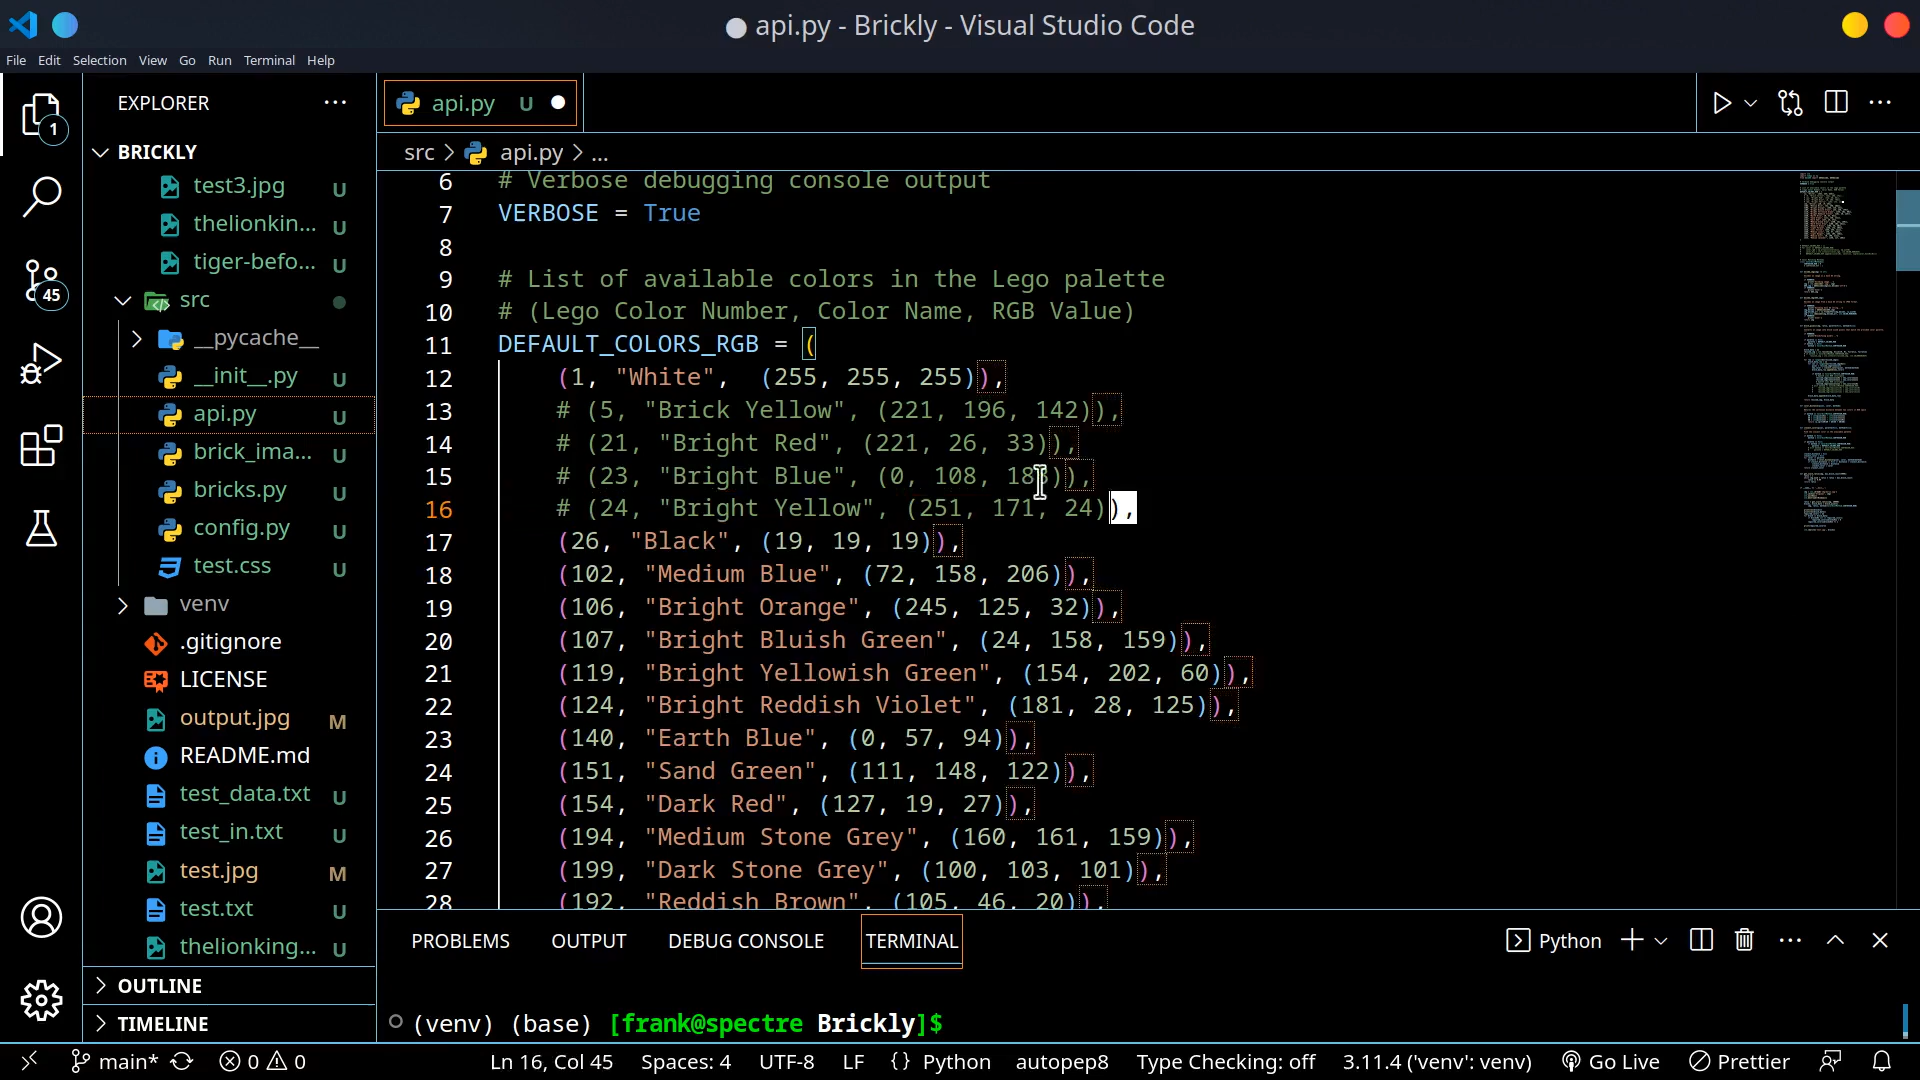 api.py - Brickly - Visual Studio Code
File Edit Selection View Go Run Terminal Help
EXPLORER
1
BRICKLY
test3.jpg U
thelionkin... U
tiger-befo... U
45
src
__pycache__
__init__.py U
api.py U
brick_ima... U
bricks.py U
config.py U
test.css U
venv
.gitignore
LICENSE
output.jpg M
README.md
test_data.txt U
test_in.txt U
test.jpg M
test.txt U
thelionking... U
OUTLINE
TIMELINE
api.py U
src > api.py > ...
6 # Verbose debugging console output
7 VERBOSE = True
8
9 # List of available colors in the Lego palette
10 # (Lego Color Number, Color Name, RGB Value)
11 DEFAULT_COLORS_RGB = (
12 (1, "White", (255, 255, 255)),
13 # (5, "Brick Yellow", (221, 196, 142)),
14 # (21, "Bright Red", (221, 26, 33)),
15 # (23, "Bright Blue", (0, 108, )),
16 # (24, "Bright Yellow", (251, 171, 24)),
17 (26, "Black", (19, 19, 19)),
18 (102, "Medium Blue", (72, 158, 206)),
19 (106, "Bright Orange", (245, 125, 32)),
20 (107, "Bright Bluish Green", (24, 158, 159)),
21 (119, "Bright Yellowish Green", (154, 202, 60)),
22 (124, "Bright Reddish Violet", (181, 28, 125)),
23 (140, "Earth Blue", (0, 57, 94)),
24 (151, "Sand Green", (111, 148, 122)),
25 (154, "Dark Red", (127, 19, 27)),
26 (194, "Medium Stone Grey", (160, 161, 159)),
27 (199, "Dark Stone Grey", (100, 103, 101)),
28 (192, "Reddish Brown", (105, 46, 20)),
PROBLEMS OUTPUT DEBUG CONSOLE TERMINAL Python
(venv) (base) [frank@spectre Brickly]$
main* 0 0 Ln 16, Col 45 Spaces: 4 UTF-8 LF {} Python autopep8 Type Checking: off 3.11.4 ('venv': venv) Go Live Prettier